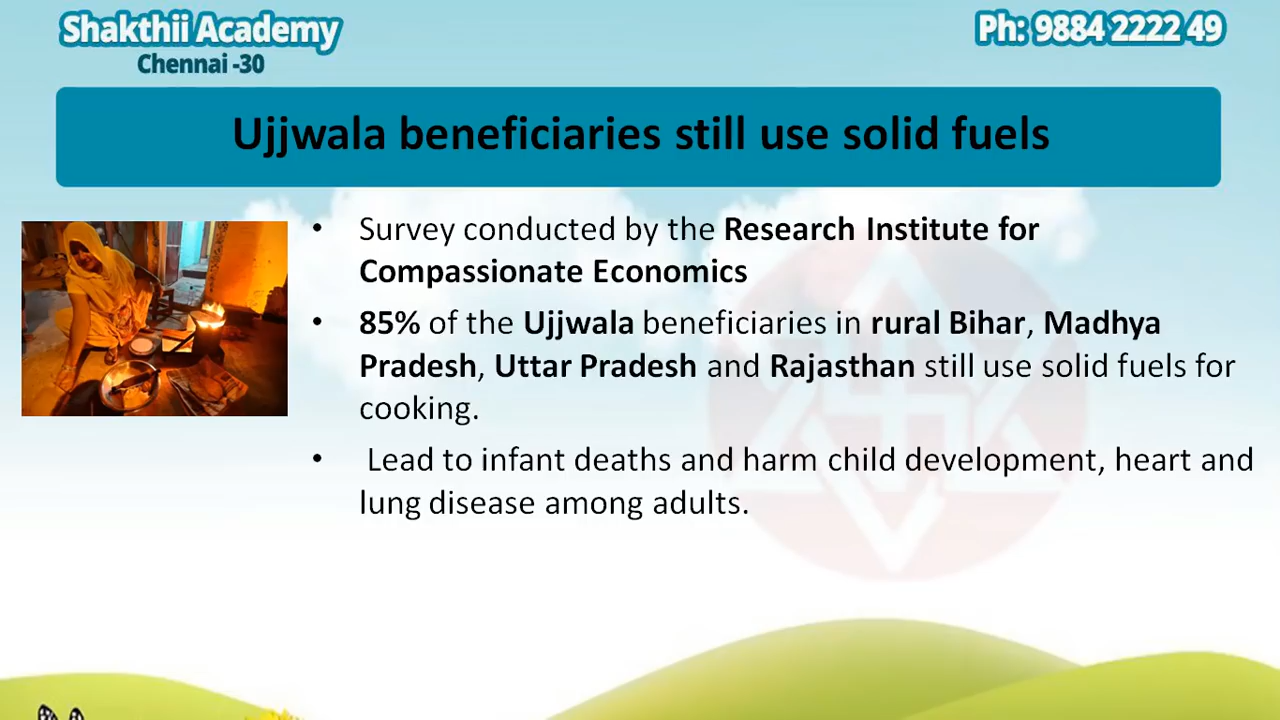 Shakthii Academy
Chennai -30
Ph: 9884 2222 49
Ujjwala beneficiaries still use solid fuels
• Survey conducted by the Research Institute for
Compassionate Economics
• 85% of the Ujjwala beneficiaries in rural Bihar, Madhya
Pradesh, Uttar Pradesh and Rajasthan still use solid fuels for
cooking.
• Lead to infant deaths and harm child development, heart and
lung disease among adults.